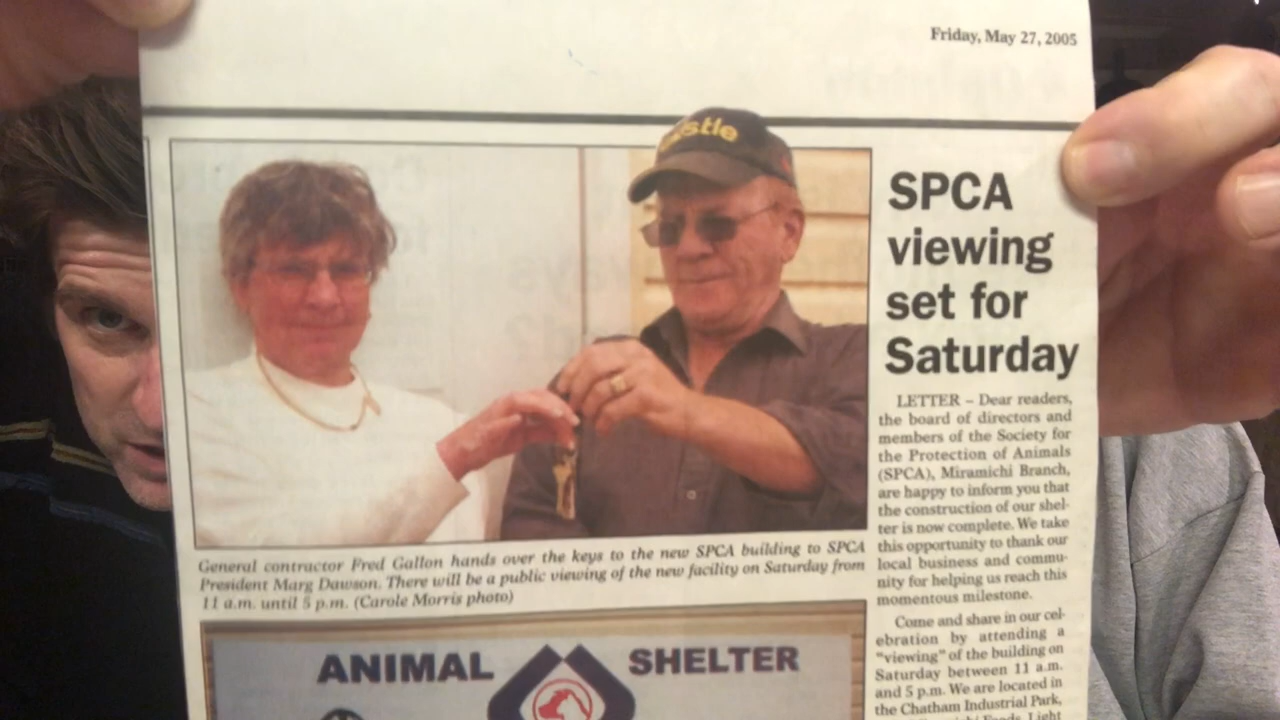 Friday, May 27, 2005
stle
SPCA
viewing
set for
Saturday
General contractor Fred Gallon hands over the keys to the new SPCA building to SPCA
President Marg Dawson. There will be a public viewing of the new facility on Saturday from
11 a.m. until 5 p.m. (Carole Morris photo)
LETTER – Dear readers,
the board of directors and
members of the Society for
the Protection of Animals
(SPCA), Miramichi Branch,
are happy to inform you that
the construction of our shel-
ter is now complete. We take
this opportunity to thank our
local business and commu-
nity for helping us reach this
momentous milestone.
Come and share in our cel-
ebration by attending a
"viewing" of the building on
Saturday between 11 a.m.
and 5 p.m. We are located in
the Chatham Industrial Park,
Foods, Light
ANIMAL SHELTER